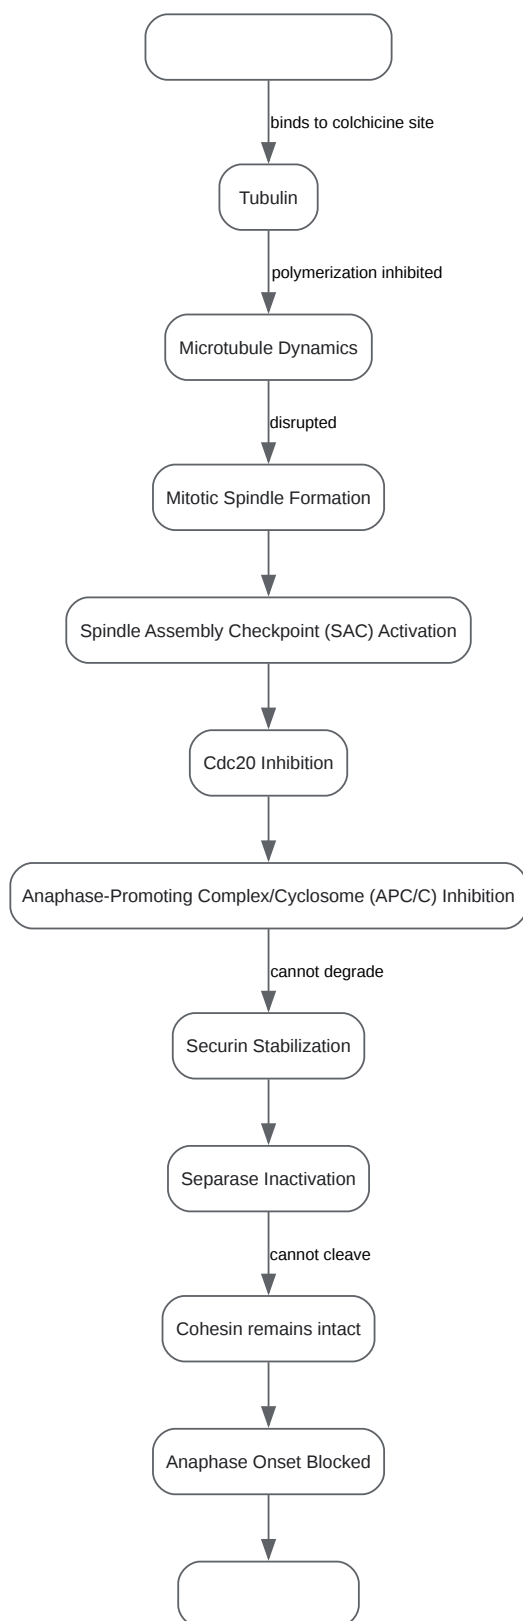 binds to colchicine site
Tubulin
polymerization inhibited
Microtubule Dynamics
disrupted
Mitotic Spindle Formation
Spindle Assembly Checkpoint (SAC) Activation
Cdc20 Inhibition
Anaphase-Promoting Complex/Cyclosome (APC/C) Inhibition
cannot degrade
Securin Stabilization
Separase Inactivation
cannot cleave
Cohesin remains intact
Anaphase Onset Blocked